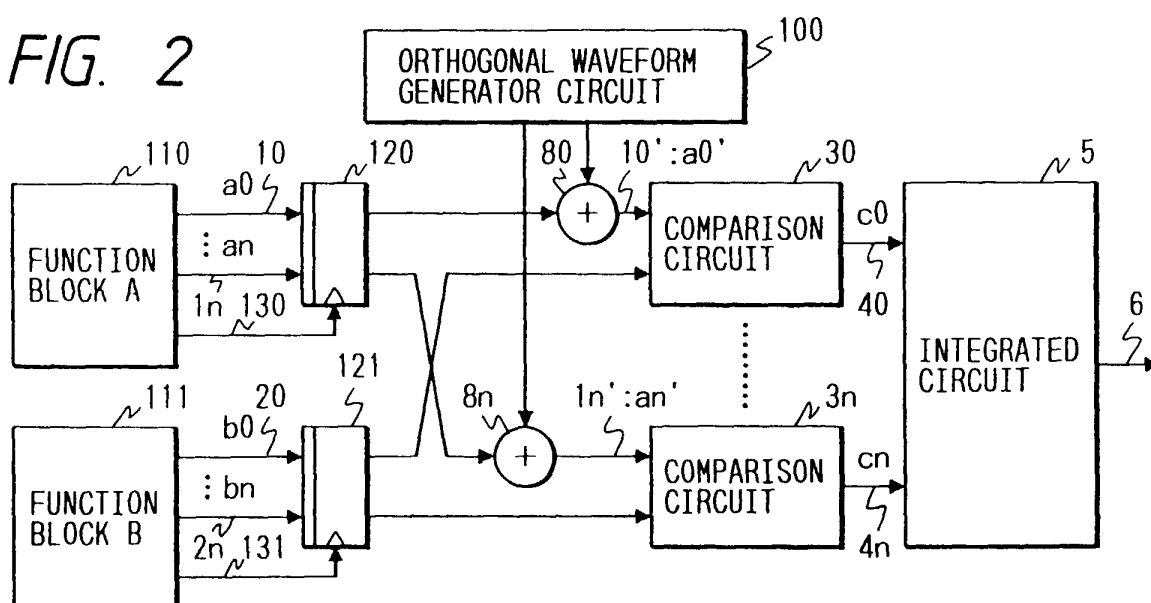 FIG. 2
ORTHOGONAL WAVEFORM
GENERATOR CIRCUIT
100
110
10
120
80
10':a0'
30
5
a0
FUNCTION
BLOCK A
⋮an
1n
130
+
COMPARISON
CIRCUIT
c0
40
INTEGRATED
CIRCUIT
6
111
20
121
8n
1n':an'
3n
b0
FUNCTION
BLOCK B
⋮bn
2n
131
+
COMPARISON
CIRCUIT
cn
4n